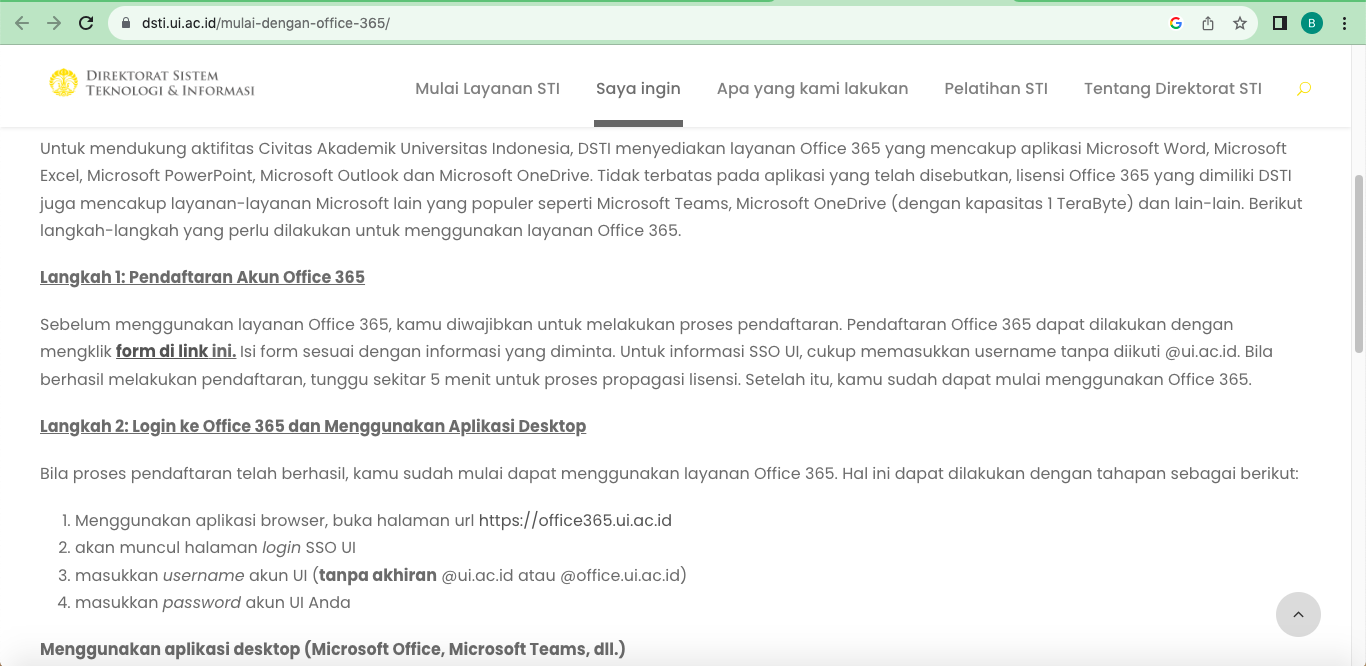 dsti.ui.ac.id/mulai-dengan-office-365/
B
DIREKTORAT SISTEM
TEKNOLOGI & INFORMASI
Mulai Layanan STI
Saya ingin
Apa yang kami lakukan
Pelatihan STI
Tentang Direktorat STI
Untuk mendukung aktifitas Civitas Akademik Universitas Indonesia, DSTI menyediakan layanan Office 365 yang mencakup aplikasi Microsoft Word, Microsoft
Excel, Microsoft PowerPoint, Microsoft Outlook dan Microsoft OneDrive. Tidak terbatas pada aplikasi yang telah disebutkan, lisensi Office 365 yang dimiliki DSTI
juga mencakup layanan-layanan Microsoft lain yang populer seperti Microsoft Teams, Microsoft OneDrive (dengan kapasitas 1 TeraByte) dan lain-lain. Berikut
langkah-langkah yang perlu dilakukan untuk menggunakan layanan Office 365.
Langkah 1: Pendaftaran Akun Office 365
Sebelum menggunakan layanan Office 365, kamu diwajibkan untuk melakukan proses pendaftaran. Pendaftaran Office 365 dapat dilakukan dengan
mengklik form di link ini. Isi form sesuai dengan informasi yang diminta. Untuk informasi SSO UI, cukup memasukkan username tanpa diikuti @ui.ac.id. Bila
berhasil melakukan pendaftaran, tunggu sekitar 5 menit untuk proses propagasi lisensi. Setelah itu, kamu sudah dapat mulai menggunakan Office 365.
Langkah 2: Login ke Office 365 dan Menggunakan Aplikasi Desktop
Bila proses pendaftaran telah berhasil, kamu sudah mulai dapat menggunakan layanan Office 365. Hal ini dapat dilakukan dengan tahapan sebagai berikut:
1. Menggunakan aplikasi browser, buka halaman url https://office365.ui.ac.id
2. akan muncul halaman login SSO UI
3. masukkan username akun UI (tanpa akhiran @ui.ac.id atau @office.ui.ac.id)
4. masukkan password akun UI Anda
Menggunakan aplikasi desktop (Microsoft Office, Microsoft Teams, dll.)